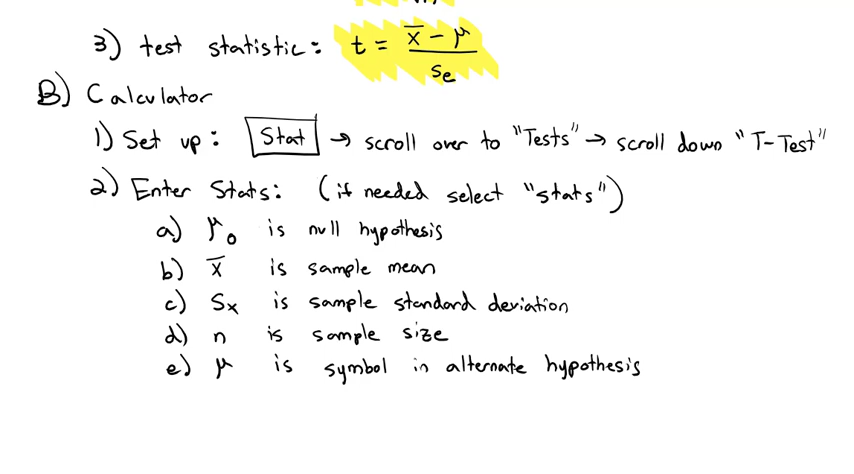 3) test statistic: t = x̄ - μ / se
B) Calculator
1) Set up: Stat → scroll over to "Tests" → scroll down "T-Test"
2) Enter Stats: (if needed select "stats")
a) μ₀ is null hypothesis
b) x̄ is sample mean
c) Sx is sample standard deviation
d) n is sample size
e) μ is symbol in alternate hypothesis